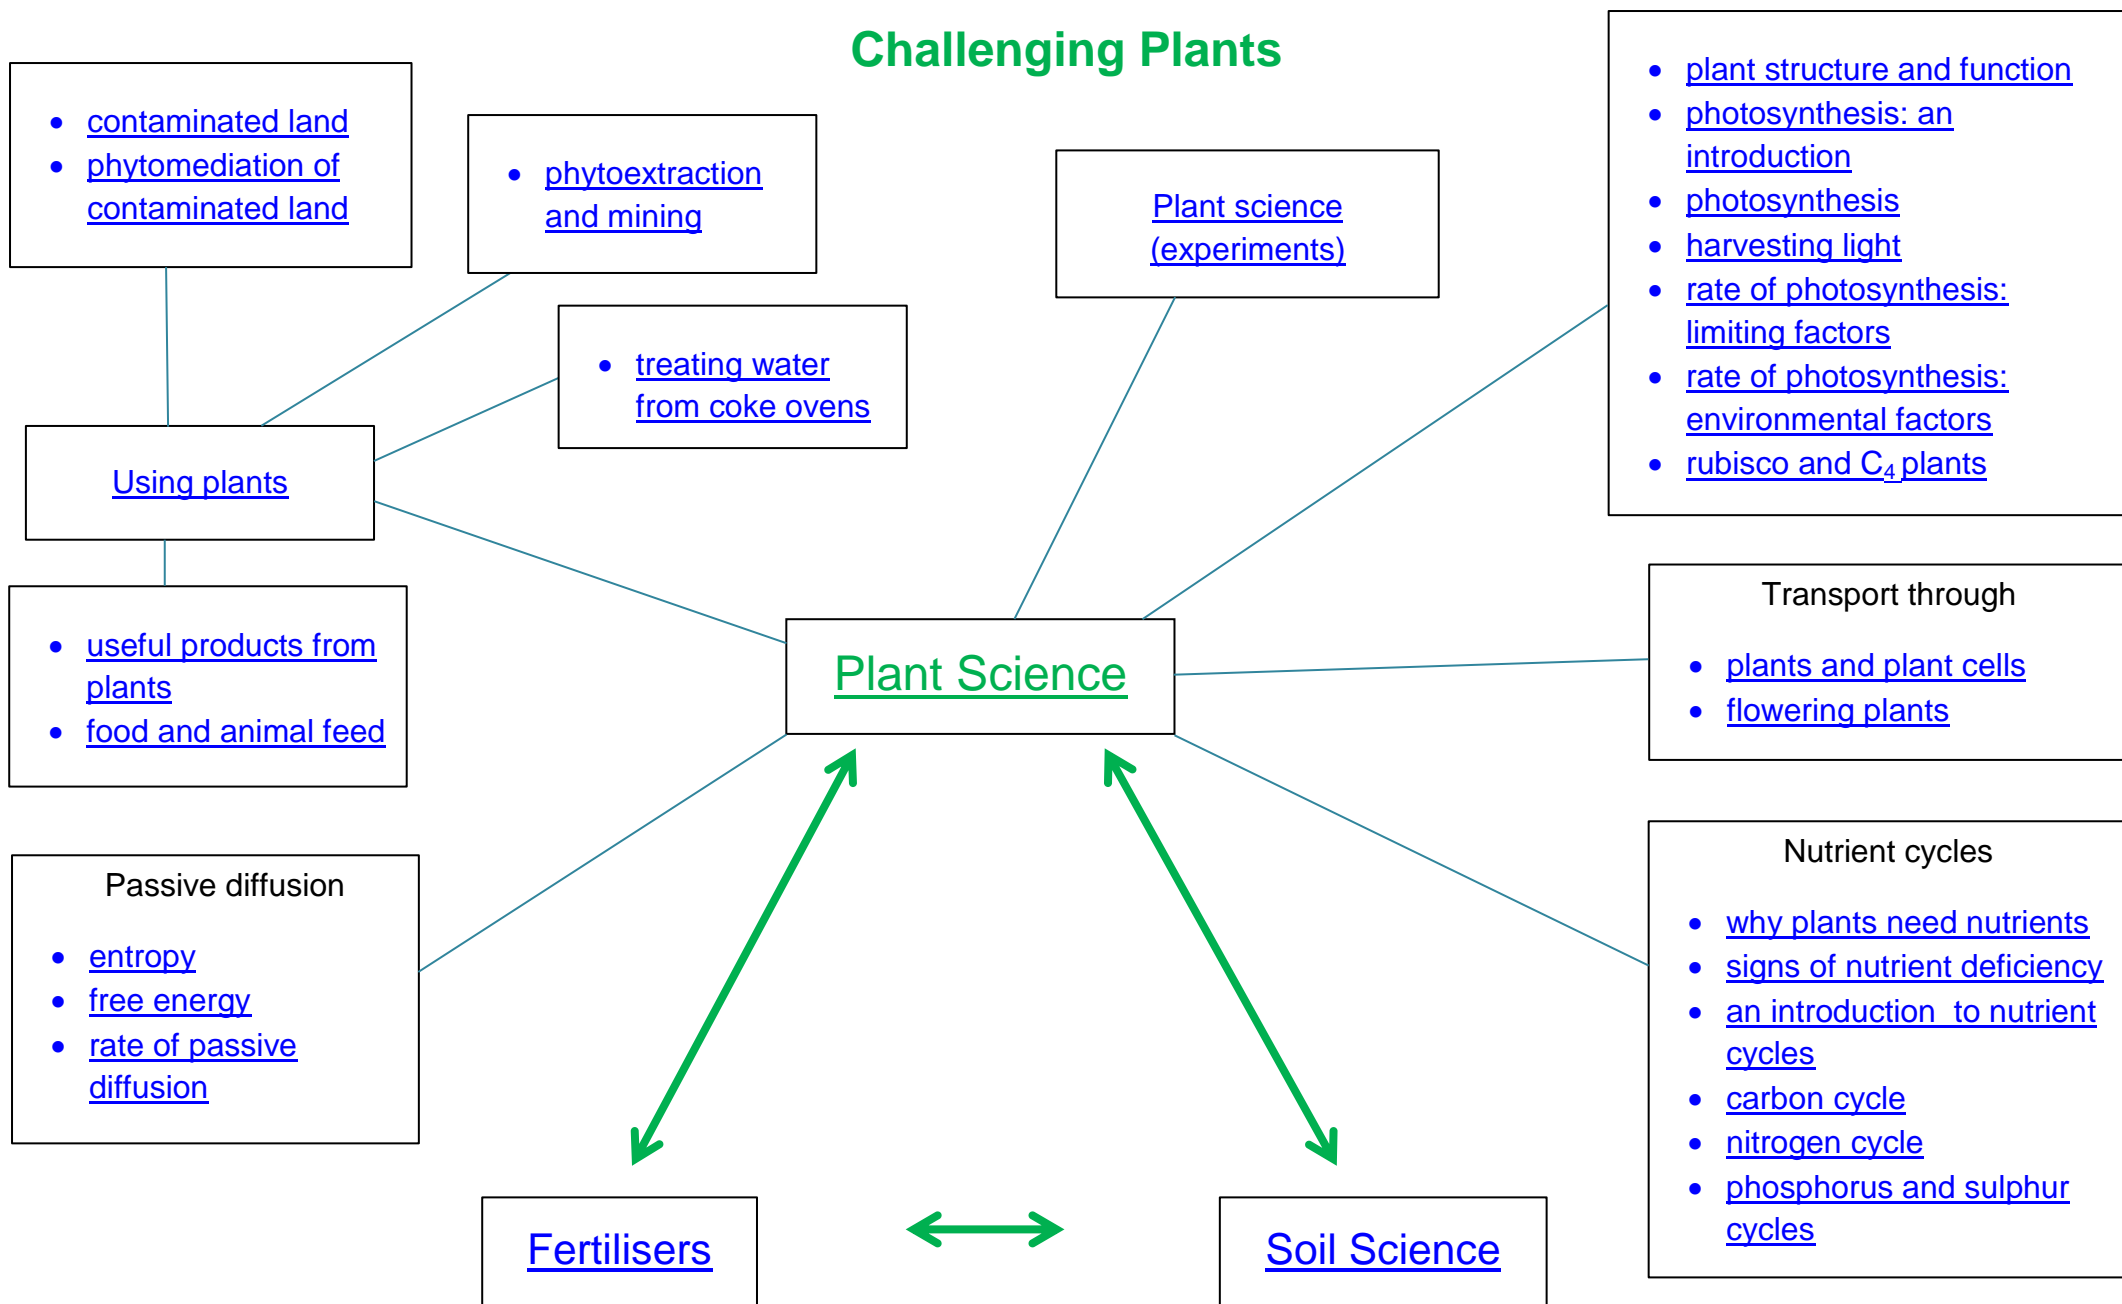 Challenging Plants
contaminated land
phytomediation of
contaminated land
phytoextraction
and mining
treating water
from coke ovens
Plant science
(experiments)
plant structure and function
photosynthesis: an
introduction
photosynthesis
harvesting light
rate of photosynthesis:
limiting factors
rate of photosynthesis:
environmental factors
rubisco and C₄ plants
Using plants
useful products from
plants
food and animal feed
Plant Science
Transport through
plants and plant cells
flowering plants
Passive diffusion
entropy
free energy
rate of passive
diffusion
Nutrient cycles
why plants need nutrients
signs of nutrient deficiency
an introduction  to nutrient
cycles
carbon cycle
nitrogen cycle
phosphorus and sulphur
cycles
Fertilisers
Soil Science